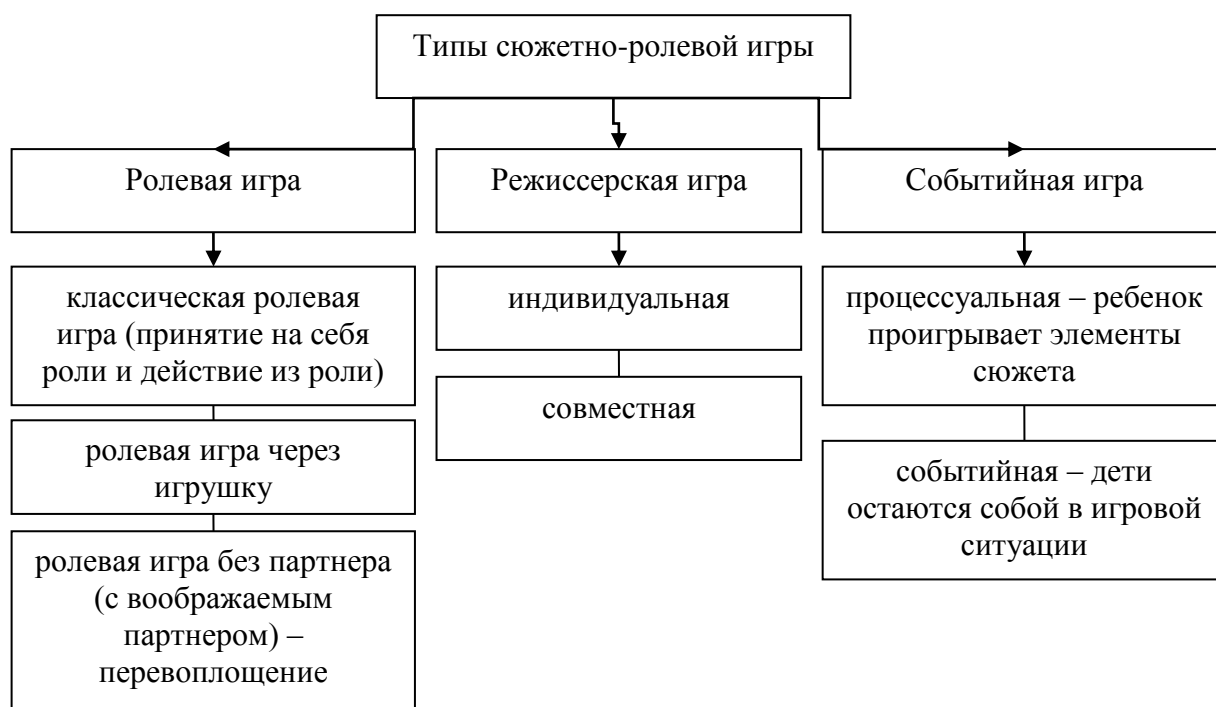 Типы сюжетно-ролевой игры
Ролевая игра
Режиссерская игра
Событийная игра
классическая ролевая
игра (принятие на себя
роли и действие из роли)
ролевая игра через
игрушку
ролевая игра без партнера
(с воображаемым
партнером) –
перевоплощение
индивидуальная
совместная
процессуальная – ребенок
проигрывает элементы
сюжета
событийная – дети
остаются собой в игровой
ситуации